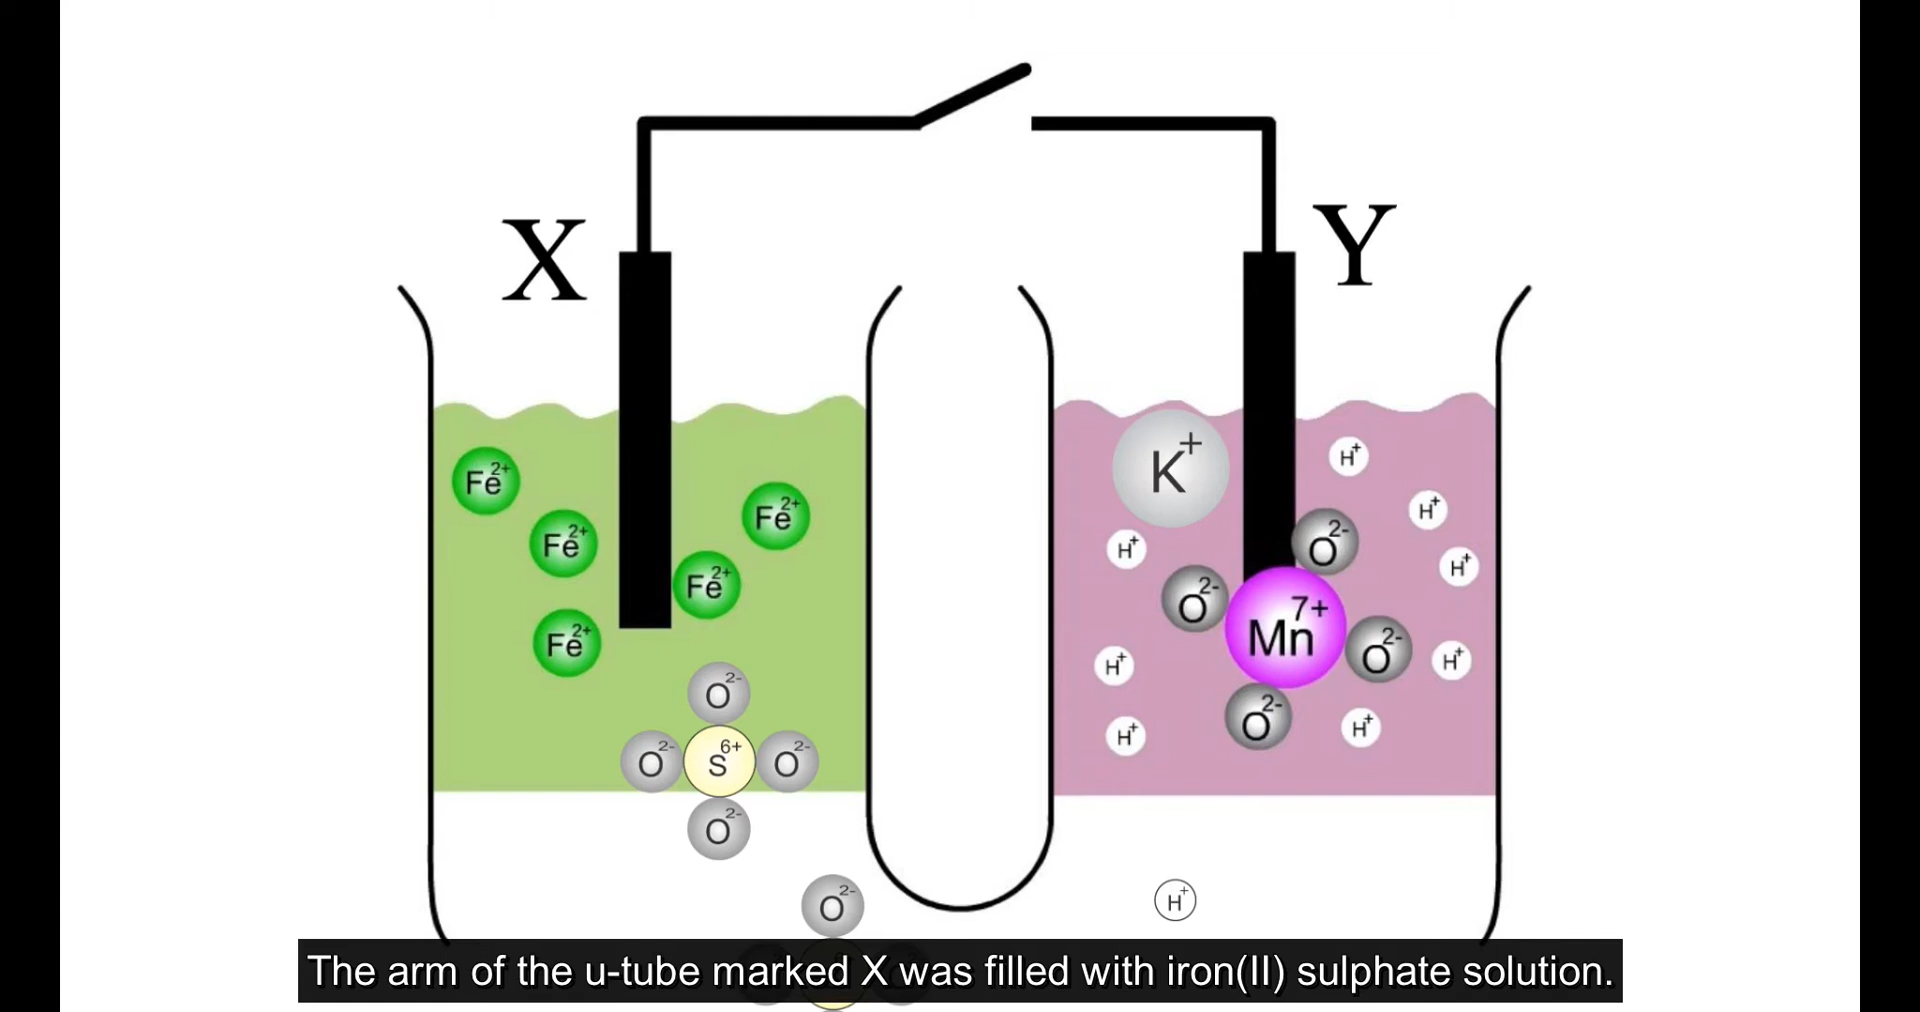 X
Y
Fe2+
Fe2+
Fe2+
Fe2+
Fe2+
O2-
O2-
S6+
O2-
O2-
O2-
K+
H+
H+
H+
H+
H+
H+
H+
H+
O2-
O2-
Mn7+
O2-
O2-
H+
The arm of the u-tube marked X was filled with iron(II) sulphate solution.